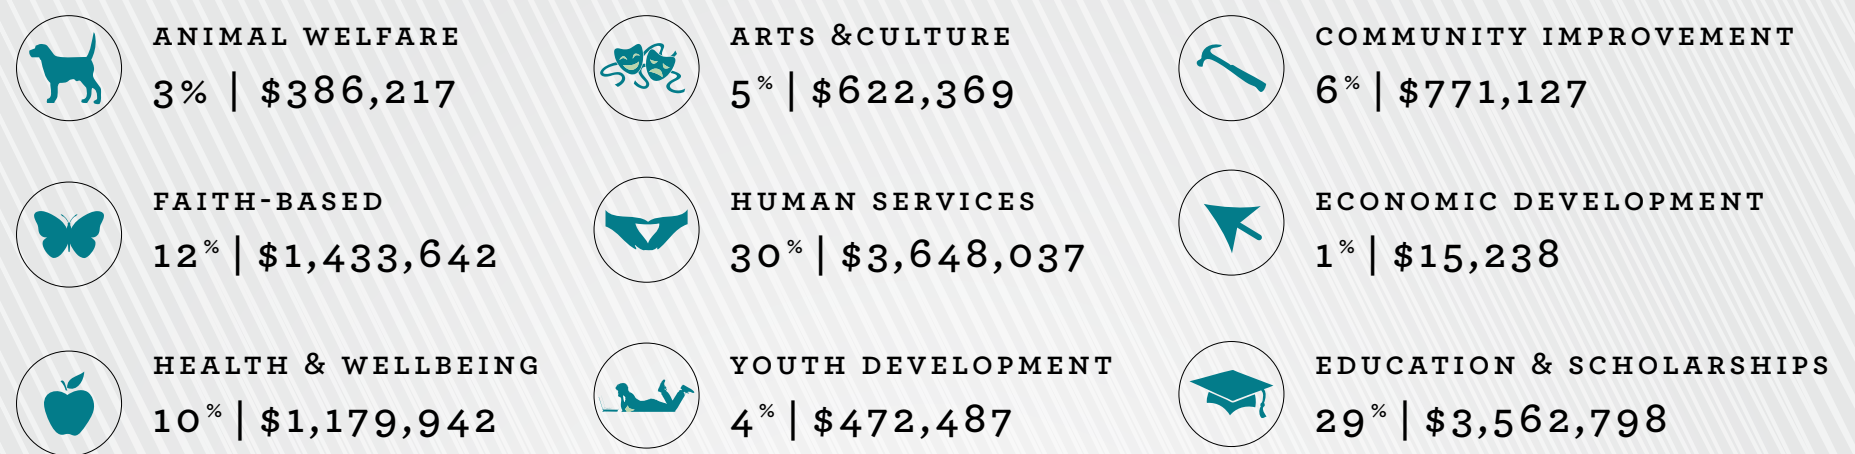 ANIMAL WELFARE
3% | $386,217
ARTS &CULTURE
5% | $622,369
COMMUNITY IMPROVEMENT
6% | $771,127
FAITH-BASED
12% | $1,433,642
HUMAN SERVICES
30% | $3,648,037
ECONOMIC DEVELOPMENT
1% | $15,238
HEALTH & WELLBEING
10% | $1,179,942
YOUTH DEVELOPMENT
4% | $472,487
EDUCATION & SCHOLARSHIPS
29% | $3,562,798